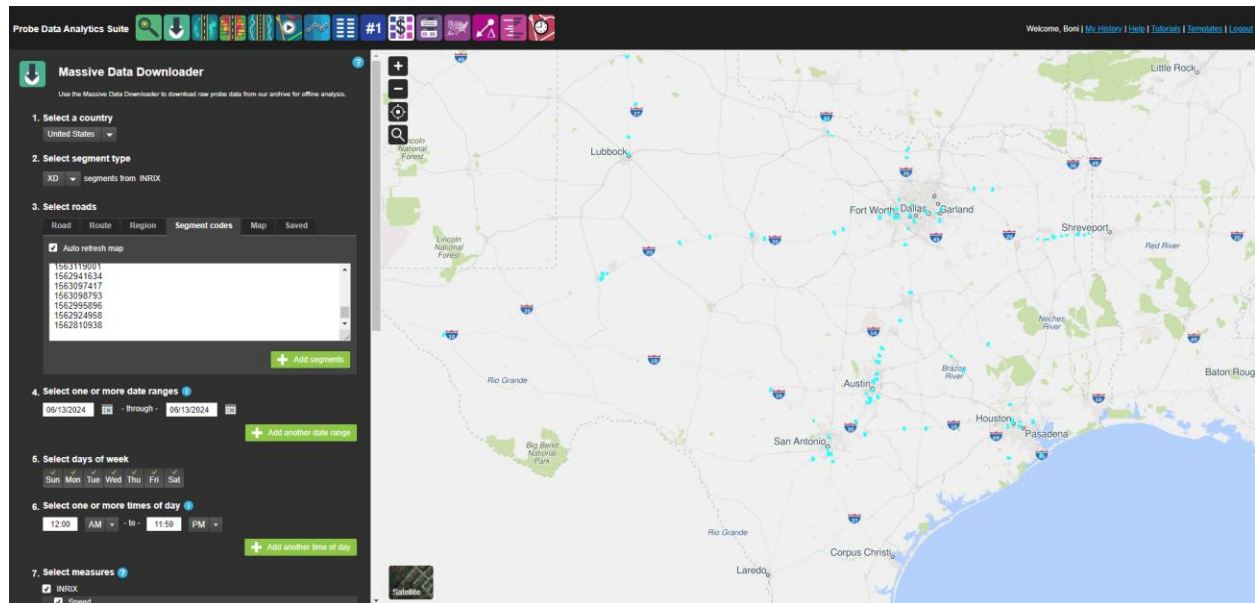 Probe Data Analytics Suite
#1
Welcome, Boni | My History | Help | Tutorials | Templates | Logout
Massive Data Downloader
?
Use the Massive Data Downloader to download raw probe data from our archive for offline analysis.
1. Select a country
United States
2. Select segment type
XD segments from INRIX
3. Select roads
Road Route Region Segment codes Map Saved
Auto refresh map
1563119001
1562941634
1563097417
1563098793
1562995896
1562924958
1562810938
Add segments
4. Select one or more date ranges
06/13/2024 - through - 06/13/2024
Add another date range
5. Select days of week
Sun Mon Tue Wed Thu Fri Sat
6. Select one or more times of day
12:00 AM - to - 11:59 PM
Add another time of day
7. Select measures ?
INRIX
Speed
Little Rock
Lincoln
National
Forest
Lubbock
Fort Worth Dallas Garland
Shreveport
Red River
Lincoln
National
Forest
Neches
River
Rio Grande
Austin
Brazos
River
Baton Roug
Houston
Pasadena
San Antonio
Big Bend
National
Park
Rio Grande
Corpus Christi
Laredo
Satellite